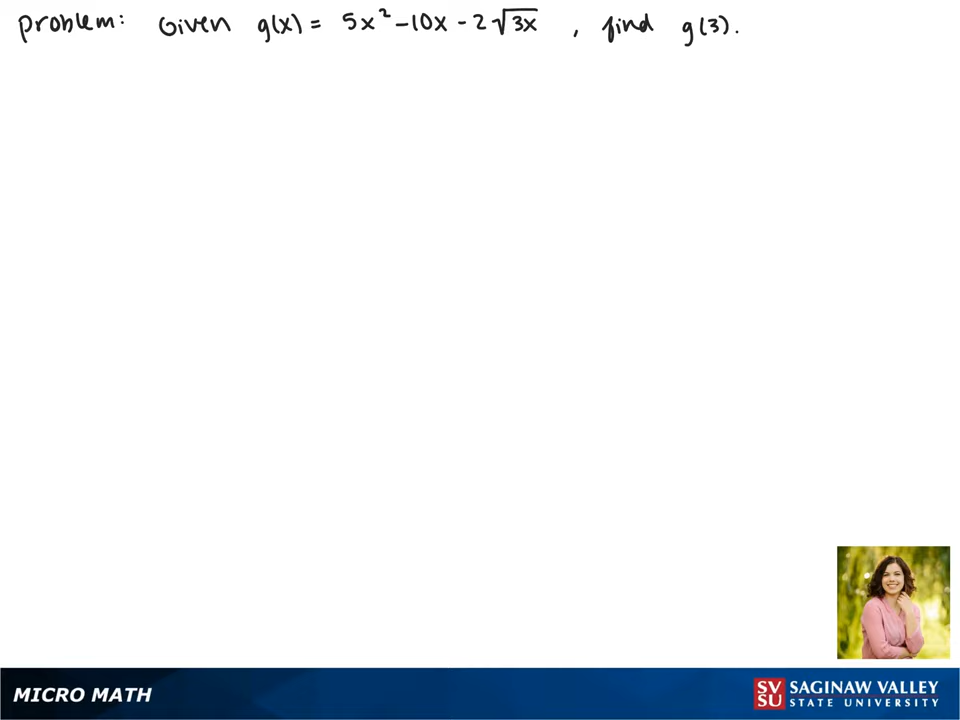 problem: Given g(x) = 5x² - 10x - 2√3x , find g(3).
MICRO MATH
SV SU SAGINAW VALLEY
STATE UNIVERSITY